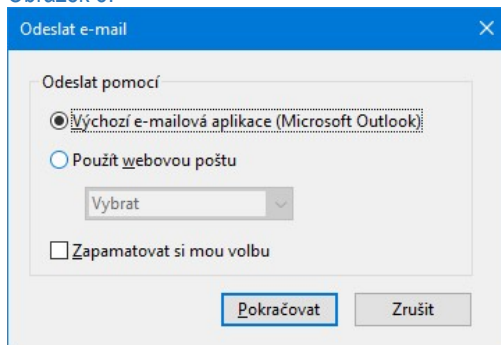 Odeslat e-mail
Odeslat pomocí
Výchozí e-mailová aplikace (Microsoft Outlook)
Použít webovou poštu
Vybrat
Zapamatovat si mou volbu
Pokračovat Zrušit